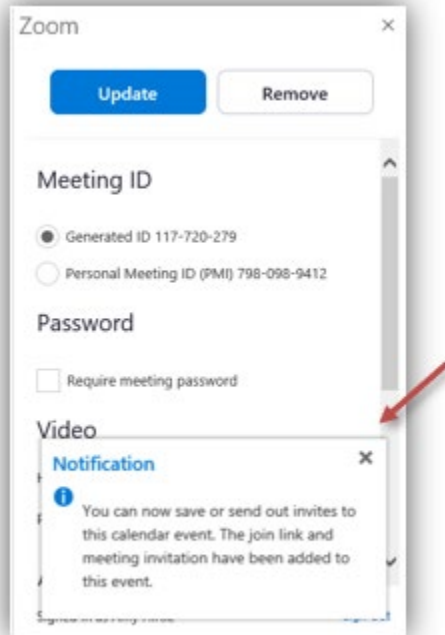 Zoom
Update Remove
Meeting ID
Generated ID 117-720-279
Personal Meeting ID (PMI) 798-098-9412
Password
Require meeting password
Video
Notification
You can now save or send out invites to
this calendar event. The join link and
meeting invitation have been added to
this event.